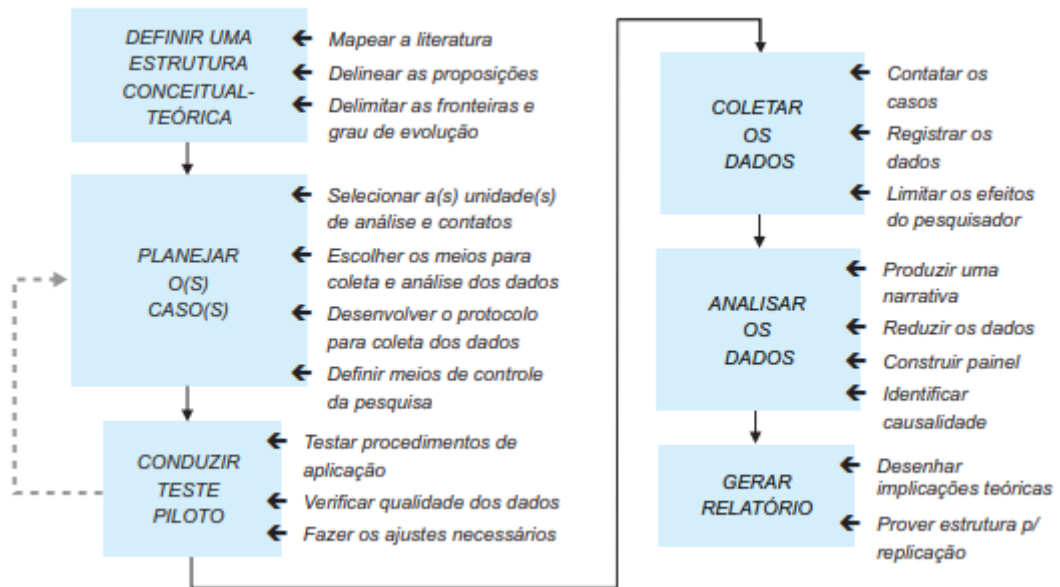 DEFINIR UMA
ESTRUTURA
CONCEITUAL-
TEÓRICA
Mapear a literatura
Delinear as proposições
Delimitar as fronteiras e
grau de evolução
PLANEJAR
O(S)
CASO(S)
Selecionar a(s) unidade(s)
de análise e contatos
Escolher os meios para
coleta e análise dos dados
Desenvolver o protocolo
para coleta dos dados
Definir meios de controle
da pesquisa
CONDUZIR
TESTE
PILOTO
Testar procedimentos de
aplicação
Verificar qualidade dos dados
Fazer os ajustes necessários
COLETAR
OS
DADOS
Contatar os
casos
Registrar os
dados
Limitar os efeitos
do pesquisador
ANALISAR
OS
DADOS
Produzir uma
narrativa
Reduzir os dados
Construir painel
Identificar
causalidade
GERAR
RELATÓRIO
Desenhar
implicações teóricas
Prover estrutura p/
replicação